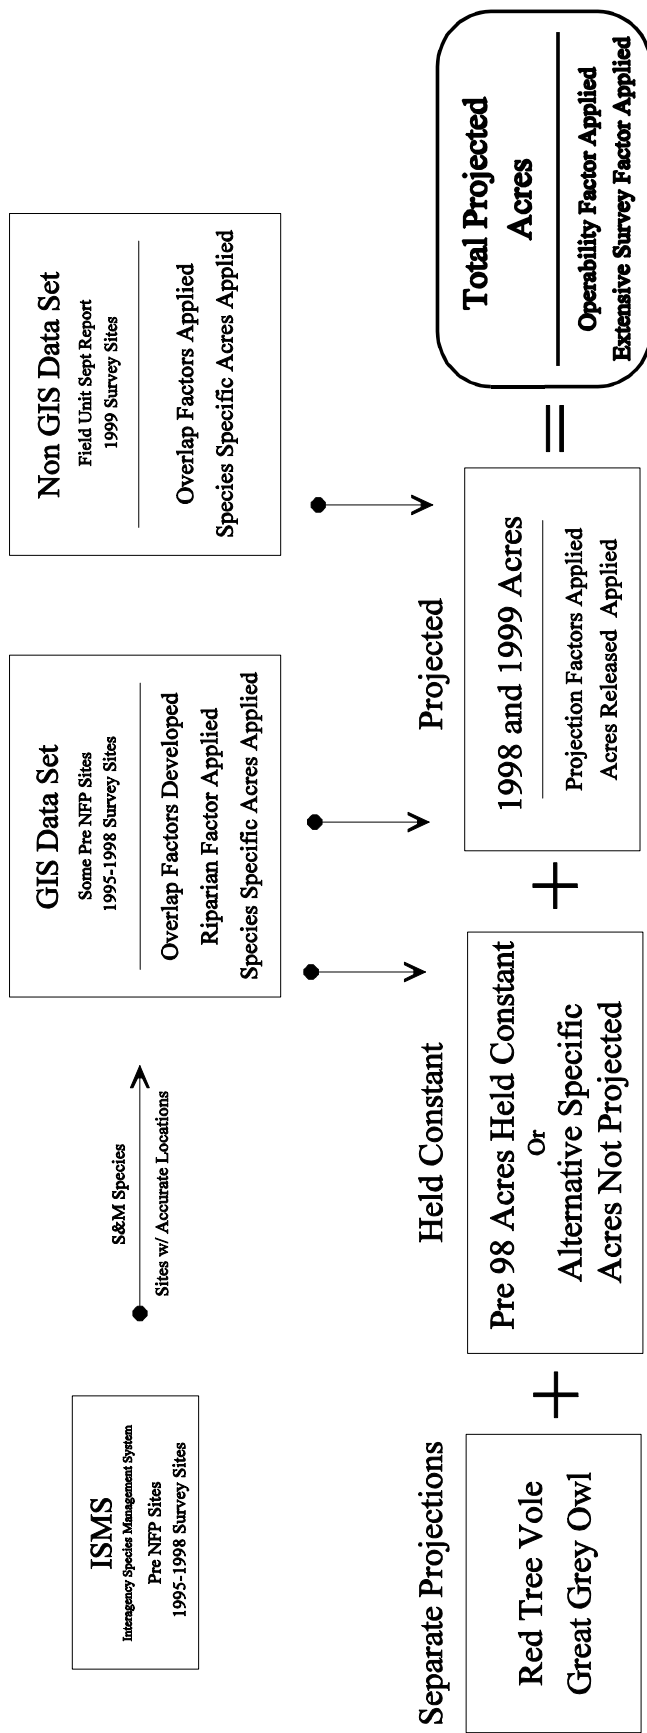 ISMS
Interagency Species Management System
Pre NFP Sites
1995-1998 Survey Sites
S&M Species
Sites w/ Accurate Locations
GIS Data Set
Some Pre NFP Sites
1995-1998 Survey Sites
Overlap Factors Developed
Riparian Factor Applied
Species Specific Acres Applied
Non GIS Data Set
Field Unit Sept Report
1999 Survey Sites
Overlap Factors Applied
Species Specific Acres Applied
Separate Projections
Held Constant
Projected
Red Tree Vole
Great Grey Owl
+
Pre 98 Acres Held Constant
Or
Alternative Specific
Acres Not Projected
+
1998 and 1999 Acres
Projection Factors Applied
Acres Released Applied
=
Total Projected
Acres
Operability Factor Applied
Extensive Survey Factor Applied